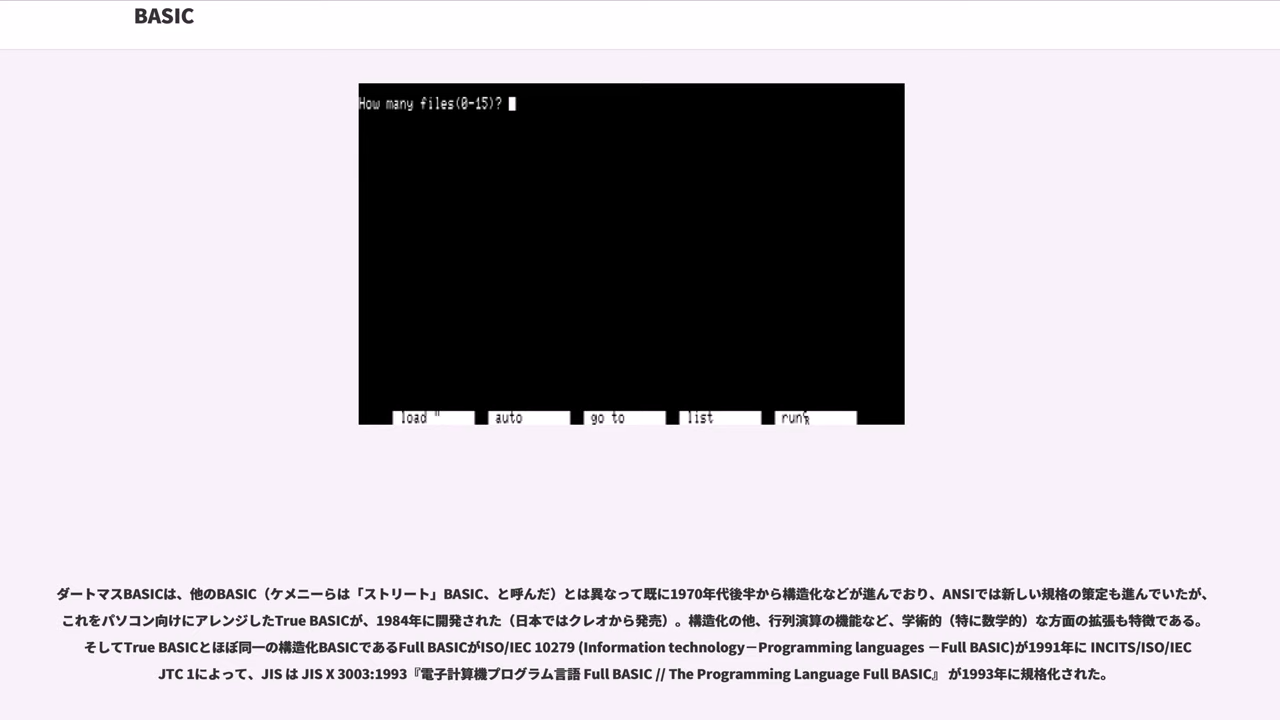 BASIC
How many files(0-15)?
load " auto go to list run
ダートマスBASICは、他のBASIC（ケメニーらは「ストリート」BASIC、と呼んだ）とは異なって既に1970年代後半から構造化などが進んでおり、ANSIでは新しい規格の策定も進んでいたが、
これをパソコン向けにアレンジしたTrue BASICが、1984年に開発された（日本ではクレオから発売）。構造化の他、行列演算の機能など、学術的（特に数学的）な方面の拡張も特徴である。
そしてTrue BASICとほぼ同一の構造化BASICであるFull BASICがISO/IEC 10279 (Information technology－Programming languages －Full BASIC)が1991年に INCITS/ISO/IEC
JTC 1によって、JIS は JIS X 3003:1993『電子計算機プログラム言語 Full BASIC // The Programming Language Full BASIC』 が1993年に規格化された。